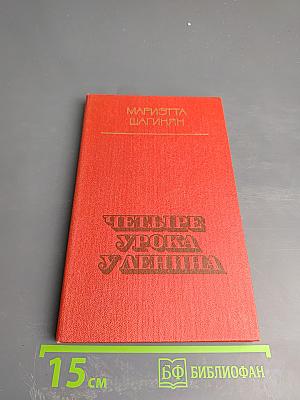 МАРИЭТТА
ШАГИНЯН
ЧЕТЫРЕ
УРОКА
У ЛЕНИНА
15 см
БФ БИБЛИОФАН